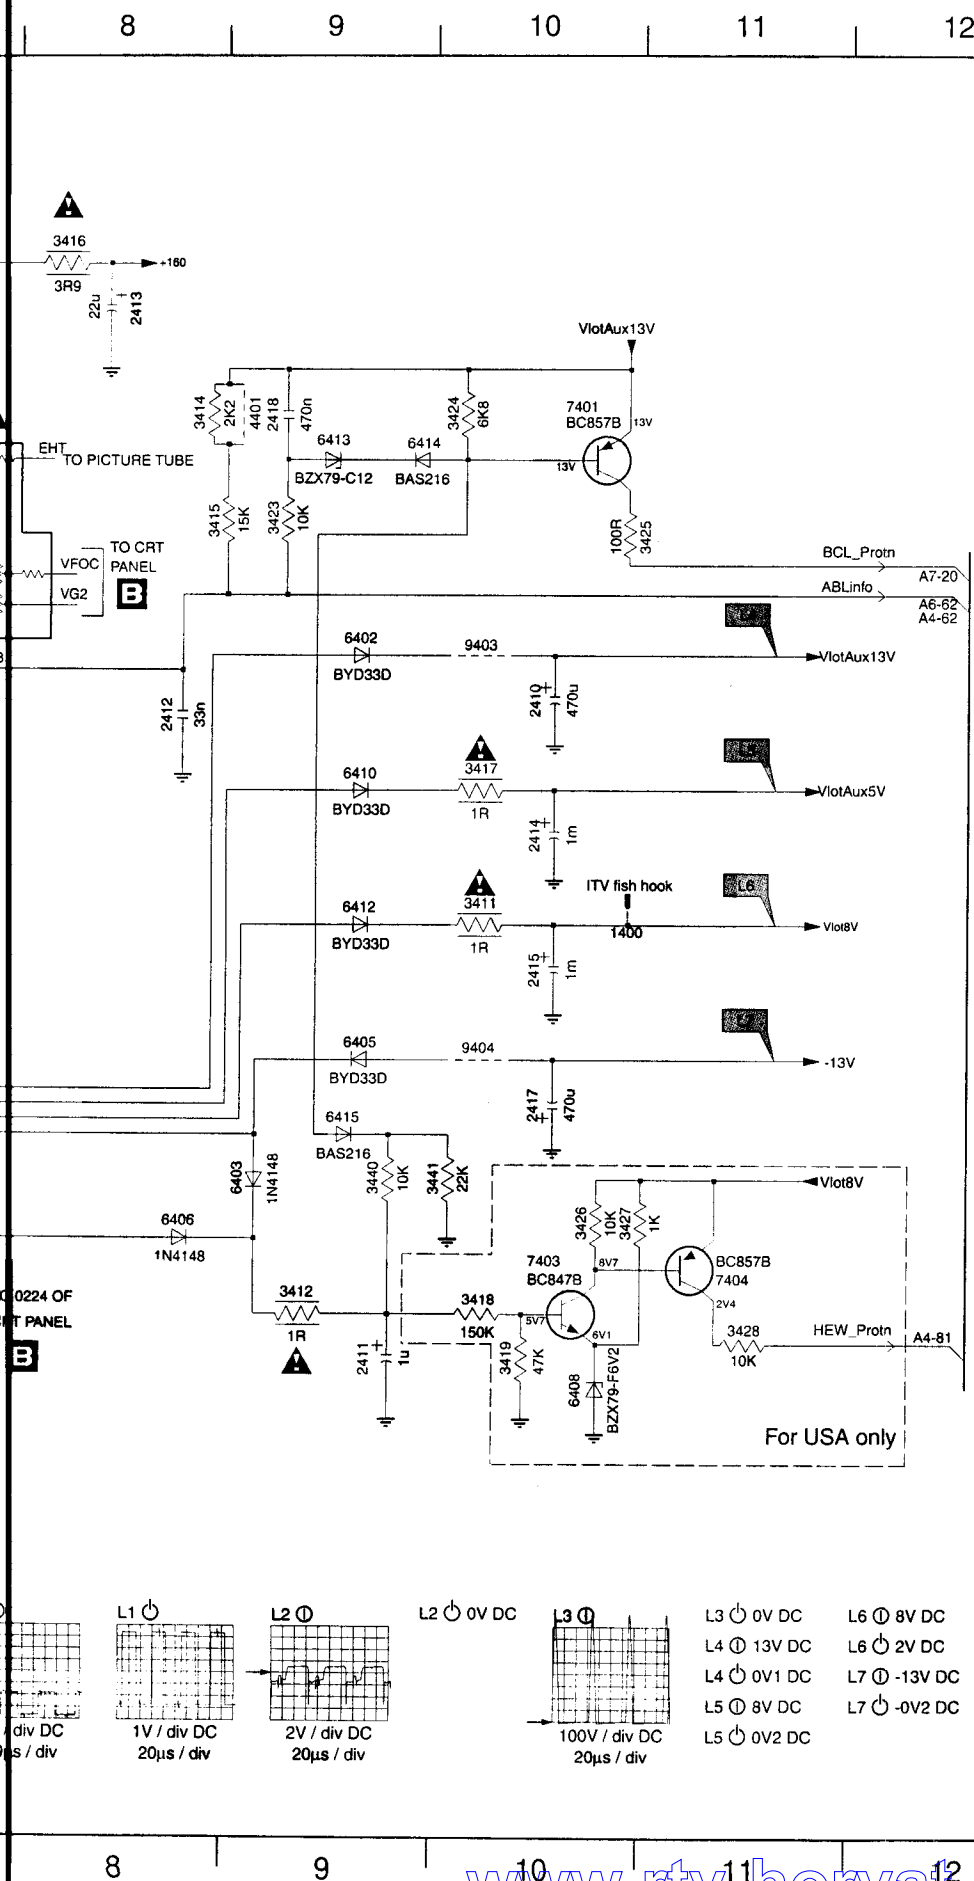 8 9 10 11 12
3416
3R9
+160
22u
+
2413
VlotAux13V
3414
2K2
4401
2418
470n
3424
6K8
7401
BC857B
13V
13V
EHT
TO PICTURE TUBE
6413
BZX79-C12
6414
BAS216
3415
15K
3423
10K
100R
3425
TO CRT
PANEL
B
VFOC
VG2
BCL_Protn
A7-20
ABLinfo
A6-62
A4-62
6402
BYD33D
9403
VlotAux13V
2412
33n
2410
+
470u
6410
BYD33D
3417
1R
VlotAux5V
2414
+
1m
6412
BYD33D
3411
1R
ITV fish hook
1400
L6
Vlot8V
2415
+
1m
6405
BYD33D
9404
-13V
2417
+
470u
6415
BAS216
6403
1N4148
3440
10K
3441
22K
6406
1N4148
Vlot8V
3426
10K
3427
1K
7403
BC847B
8V7
BC857B
7404
2V4
0224 OF
PANEL
B
3412
1R
3418
150K
5V7
6V1
3428
10K
HEW_Protn
A4-81
2411
+
1u
3419
47K
6408
BZX79-F6V2
For USA only
L1
1V / div DC
20µs / div
L2
2V / div DC
20µs / div
L2 0V DC
L3
100V / div DC
20µs / div
L3 0V DC
L4 13V DC
L4 0V1 DC
L5 8V DC
L5 0V2 DC
L6 8V DC
L6 2V DC
L7 -13V DC
L7 -0V2 DC
/ div DC
µs / div
8 9 10 11 12